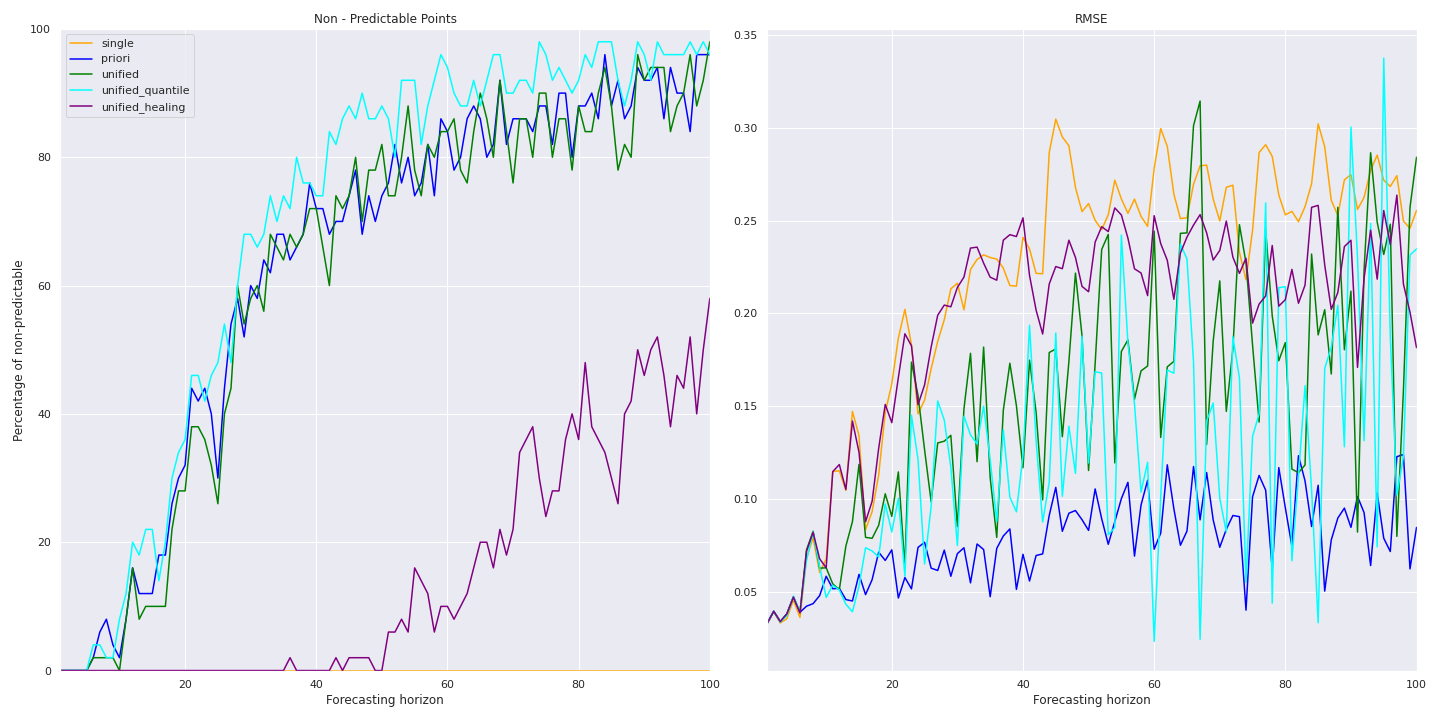 Non - Predictable Points
100
80
60
40
20
0
Percentage of non-predictable
single
priori
unified
unified_quantile
unified_healing
20
40
60
80
100
Forecasting horizon
RMSE
0.35
0.30
0.25
0.20
0.15
0.10
0.05
20
40
60
80
100
Forecasting horizon